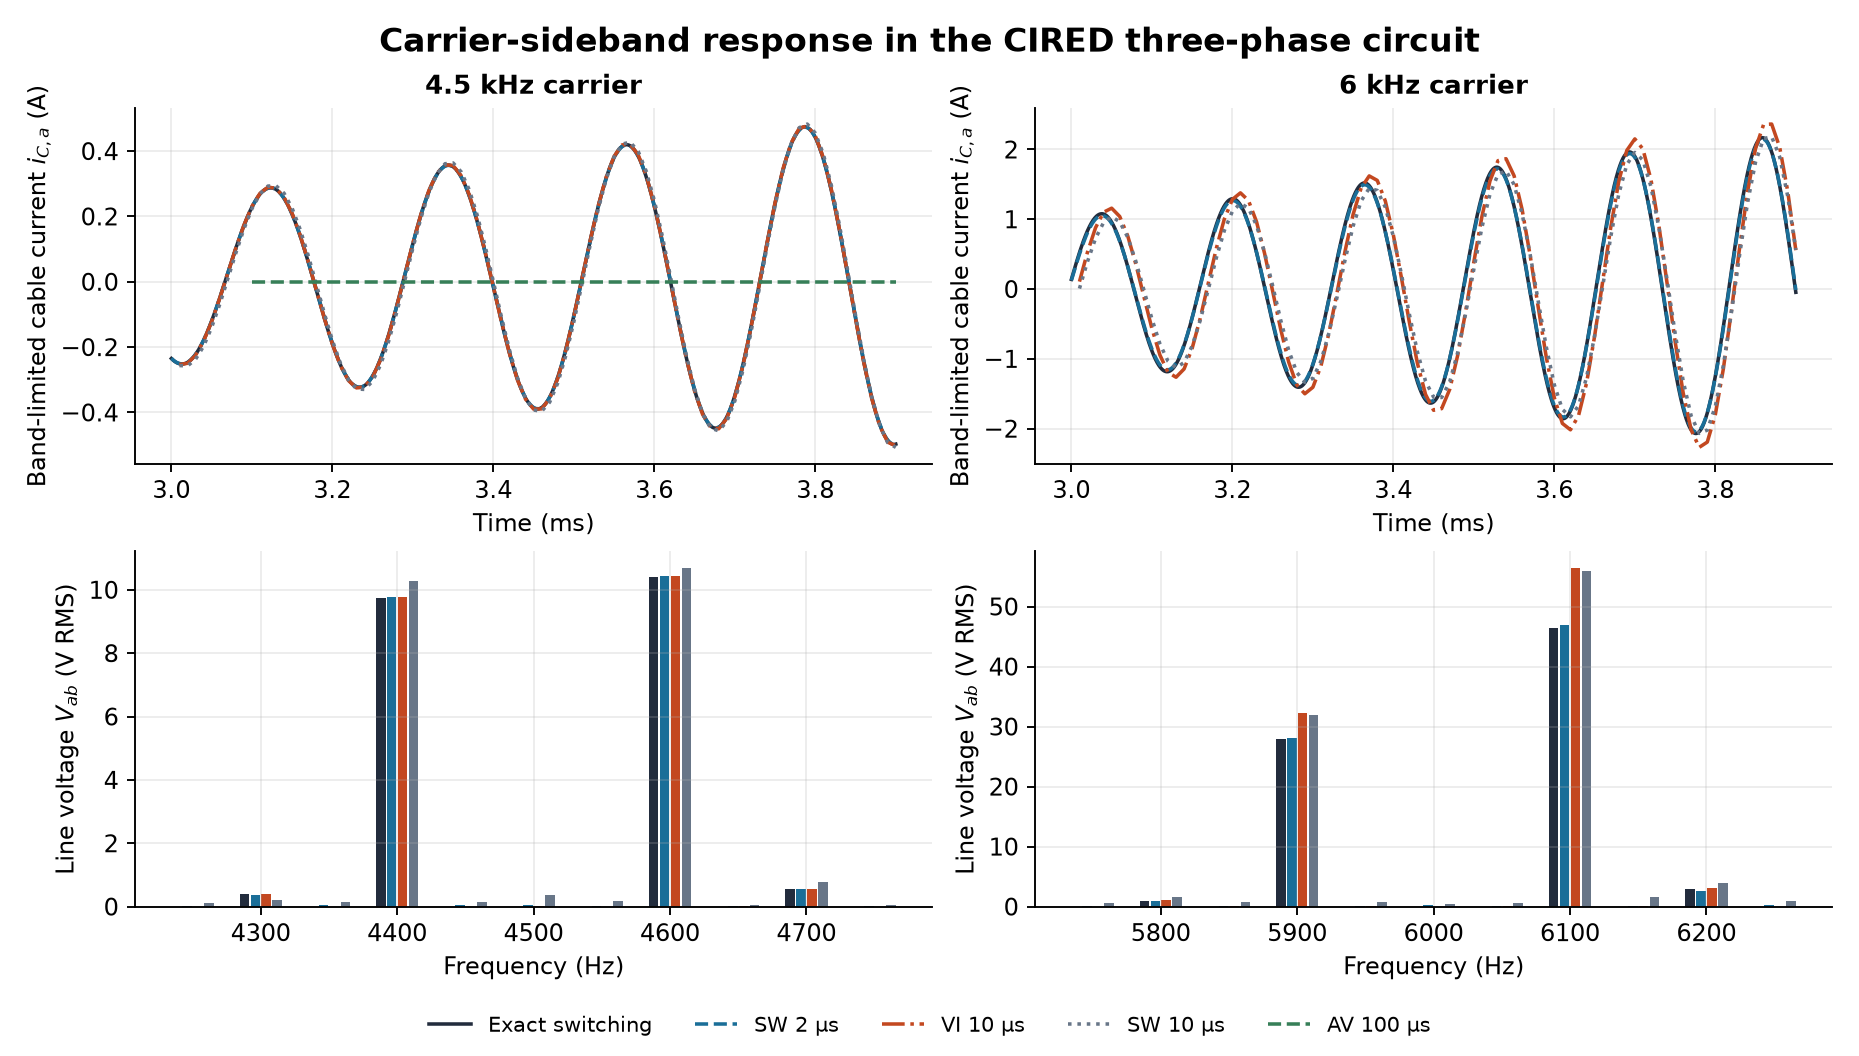 Carrier-sideband response in the CIRED three-phase circuit
4.5 kHz carrier
Band-limited cable current i_{C,a} (A)
0.4
0.2
0.0
−0.2
−0.4
3.0 3.2 3.4 3.6 3.8
Time (ms)
6 kHz carrier
Band-limited cable current i_{C,a} (A)
2
1
0
−1
−2
3.0 3.2 3.4 3.6 3.8
Time (ms)
Line voltage V_{ab} (V RMS)
10
8
6
4
2
0
4300 4400 4500 4600 4700
Frequency (Hz)
Line voltage V_{ab} (V RMS)
50
40
30
20
10
0
5800 5900 6000 6100 6200
Frequency (Hz)
Exact switching SW 2 μs VI 10 μs SW 10 μs AV 100 μs